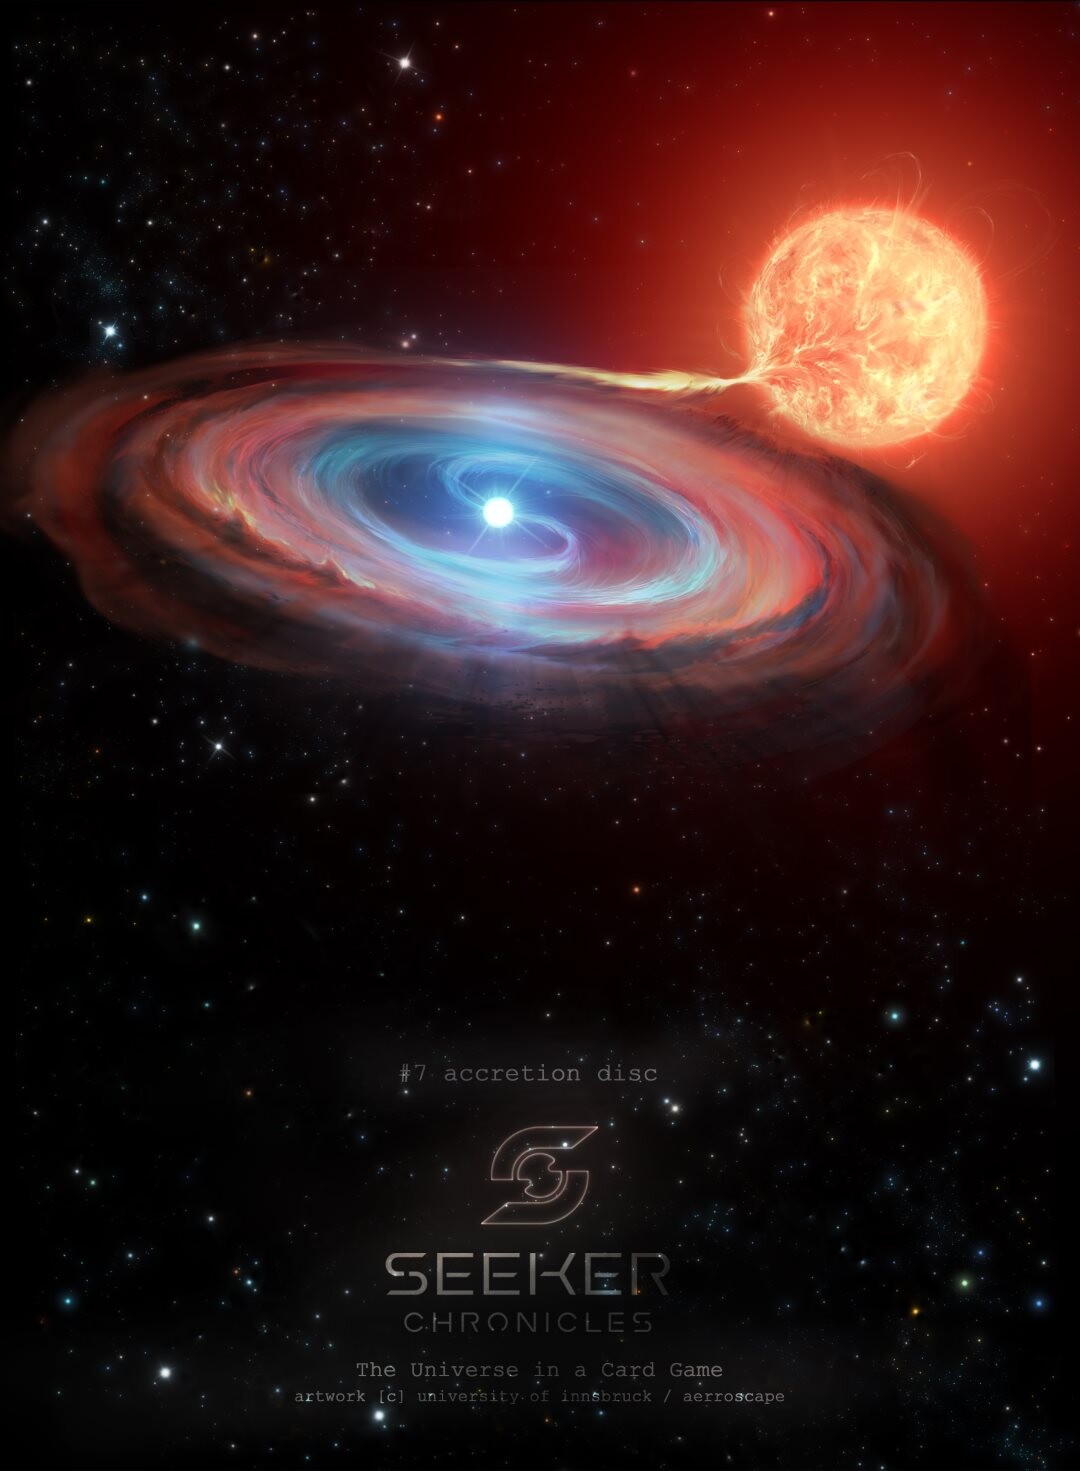 #7 accretion disc
SEEKER
CHRONICLES
The Universe in a Card Game
artwork [c] university of innsbruck / aerroscape